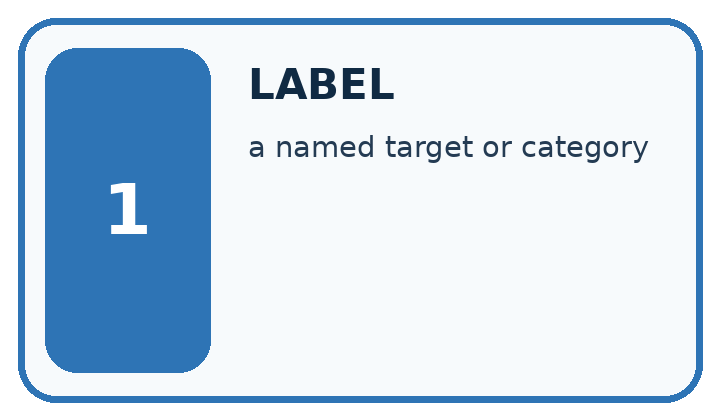 1
LABEL
a named target or category